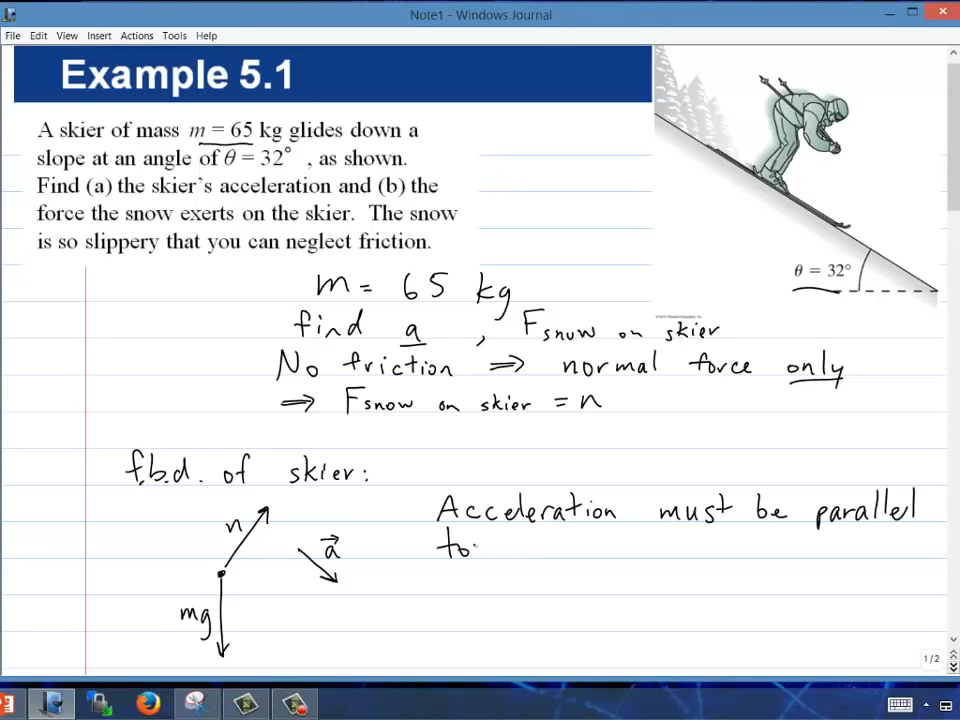 Note1 - Windows Journal
File Edit View Insert Actions Tools Help
Example 5.1
A skier of mass m = 65 kg glides down a
slope at an angle of θ = 32° , as shown.
Find (a) the skier's acceleration and (b) the
force the snow exerts on the skier. The snow
is so slippery that you can neglect friction.
θ = 32°
m = 65 kg
find a , Fsnow on skier
No friction ⇒ normal force only
⇒ Fsnow on skier = n
f.b.d. of skier:
n
a
mg
Acceleration must be parallel
to
1/2